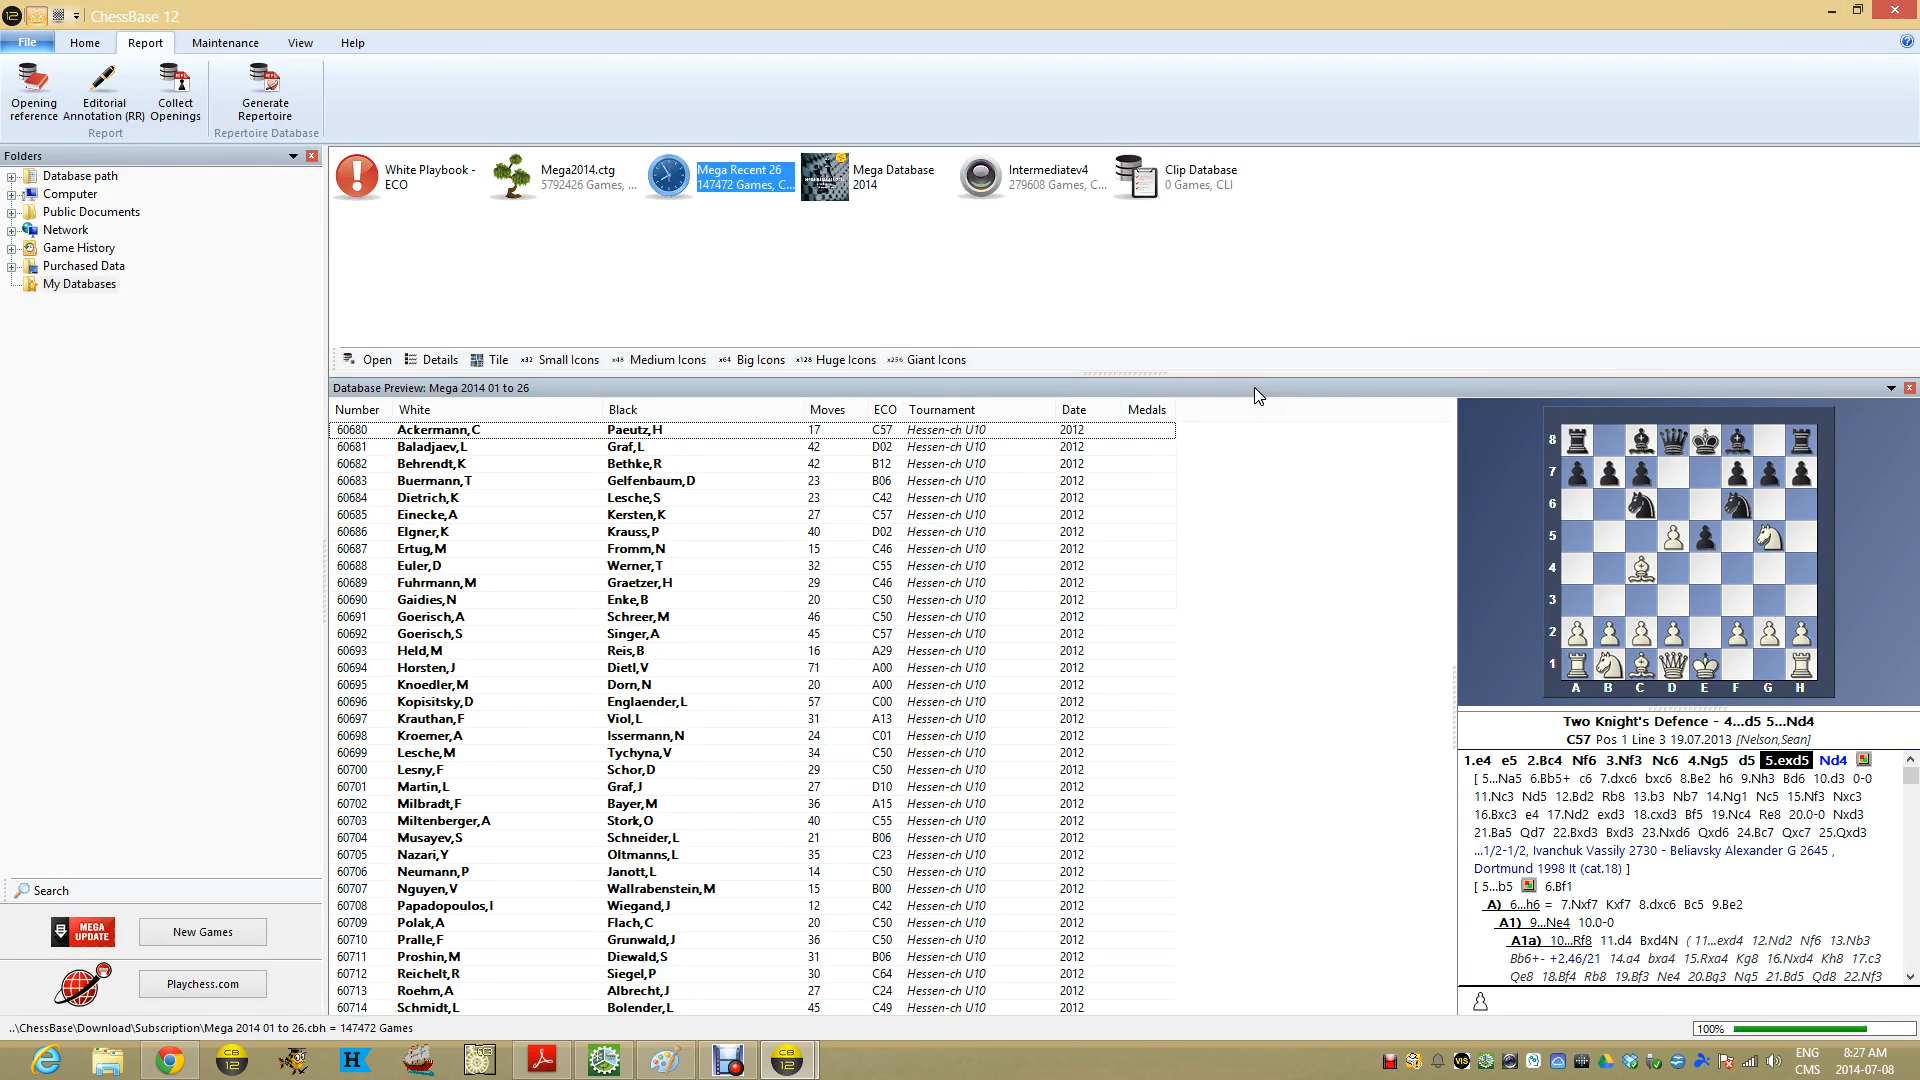 ChessBase 12
File Home Report Maintenance View Help
Opening reference
Editorial Annotation (RR)
Collect Openings
Generate Repertoire
Report
Repertoire Database
Folders
Database path
Computer
Public Documents
Network
Game History
Purchased Data
My Databases
White Playbook - ECO
Mega2014.ctg
5792426 Games, ...
Mega Recent 26
147472 Games, C...
Mega Database 2014
Intermediatev4
279608 Games, C...
Clip Database
0 Games, CLI
Open Details Tile x32 Small Icons x48 Medium Icons x64 Big Icons x128 Huge Icons x256 Giant Icons
Database Preview: Mega 2014 01 to 26
Number White Black Moves ECO Tournament Date Medals
60680 Ackermann,C Paeutz,H 17 C57 Hessen-ch U10 2012
60681 Baladjaev,L Graf,L 42 D02 Hessen-ch U10 2012
60682 Behrendt,K Bethke,R 42 B12 Hessen-ch U10 2012
60683 Buermann,T Gelfenbaum,D 23 B06 Hessen-ch U10 2012
60684 Dietrich,K Lesche,S 23 C42 Hessen-ch U10 2012
60685 Einecke,A Kersten,K 27 C57 Hessen-ch U10 2012
60686 Elgner,K Krauss,P 40 D02 Hessen-ch U10 2012
60687 Ertug,M Fromm,N 15 C46 Hessen-ch U10 2012
60688 Euler,D Werner,T 32 C55 Hessen-ch U10 2012
60689 Fuhrmann,M Graetzer,H 29 C46 Hessen-ch U10 2012
60690 Gaidies,N Enke,B 20 C50 Hessen-ch U10 2012
60691 Goerisch,A Schreer,M 46 C50 Hessen-ch U10 2012
60692 Goerisch,S Singer,A 45 C57 Hessen-ch U10 2012
60693 Held,M Reis,B 16 A29 Hessen-ch U10 2012
60694 Horsten,J Dietl,V 71 A00 Hessen-ch U10 2012
60695 Knoedler,M Dorn,N 20 A00 Hessen-ch U10 2012
60696 Kopisitsky,D Englaender,L 57 C00 Hessen-ch U10 2012
60697 Krauthan,F Viol,L 31 A13 Hessen-ch U10 2012
60698 Kroemer,A Issermann,N 24 C01 Hessen-ch U10 2012
60699 Lesche,M Tychyna,V 34 C50 Hessen-ch U10 2012
60700 Lesny,F Schor,D 29 C50 Hessen-ch U10 2012
60701 Martin,L Graf,J 27 D10 Hessen-ch U10 2012
60702 Milbradt,F Bayer,M 36 A15 Hessen-ch U10 2012
60703 Miltenberger,A Stork,O 40 C55 Hessen-ch U10 2012
60704 Musayev,S Schneider,L 21 B06 Hessen-ch U10 2012
60705 Nazari,Y Oltmanns,L 35 C23 Hessen-ch U10 2012
60706 Neumann,P Janott,L 14 C50 Hessen-ch U10 2012
60707 Nguyen,V Wallrabenstein,M 15 B00 Hessen-ch U10 2012
60708 Papadopoulos,I Wiegand,J 12 C42 Hessen-ch U10 2012
60709 Polak,A Flach,C 20 C50 Hessen-ch U10 2012
60710 Pralle,F Grunwald,J 36 C50 Hessen-ch U10 2012
60711 Proshin,M Diewald,S 31 B06 Hessen-ch U10 2012
60712 Reichelt,R Siegel,P 30 C64 Hessen-ch U10 2012
60713 Roehm,A Albrecht,J 27 C24 Hessen-ch U10 2012
60714 Schmidt,L Bolender,L 45 C49 Hessen-ch U10 2012
8
7
6
5
4
3
2
1
A B C D E F G H
Two Knight's Defence - 4...d5 5...Nd4
C57 Pos 1 Line 3 19.07.2013 [Nelson,Sean]
1.e4 e5 2.Bc4 Nf6 3.Nf3 Nc6 4.Ng5 d5 5.exd5 Nd4
[ 5...Na5 6.Bb5+ c6 7.dxc6 bxc6 8.Be2 h6 9.Nh3 Bd6 10.d3 0-0
11.Nc3 Nd5 12.Bd2 Rb8 13.b3 Nb7 14.Ng1 Nc5 15.Nf3 Nxc3
16.Bxc3 e4 17.Nd2 exd3 18.cxd3 Bf5 19.Nc4 Re8 20.0-0 Nxd3
21.Ba5 Qd7 22.Bxd3 Bxd3 23.Nxd6 Qxd6 24.Bc7 Qxc7 25.Qxd3
...1/2-1/2, Ivanchuk Vassily 2730 - Beliavsky Alexander G 2645 ,
Dortmund 1998 It (cat.18) ]
[ 5...b5 6.Bf1
A) 6...h6 = 7.Nxf7 Kxf7 8.dxc6 Bc5 9.Be2
A1) 9...Ne4 10.0-0
A1a) 10...Rf8 11.d4 Bxd4N ( 11...exd4 12.Nd2 Nf6 13.Nb3
Bb6+- +2.46/21 14.a4 bxa4 15.Rxa4 Kg8 16.Nxd4 Kh8 17.c3
Qe8 18.Bf4 Rb8 19.Bf3 Ne4 20.Bg3 Ng5 21.Bd5 Qd8 22.Nf3
Search
MEGA UPDATE
New Games
Playchess.com
..\ChessBase\Download\Subscription\Mega 2014 01 to 26.cbh = 147472 Games
100%
ENG
CMS
8:27 AM
2014-07-08